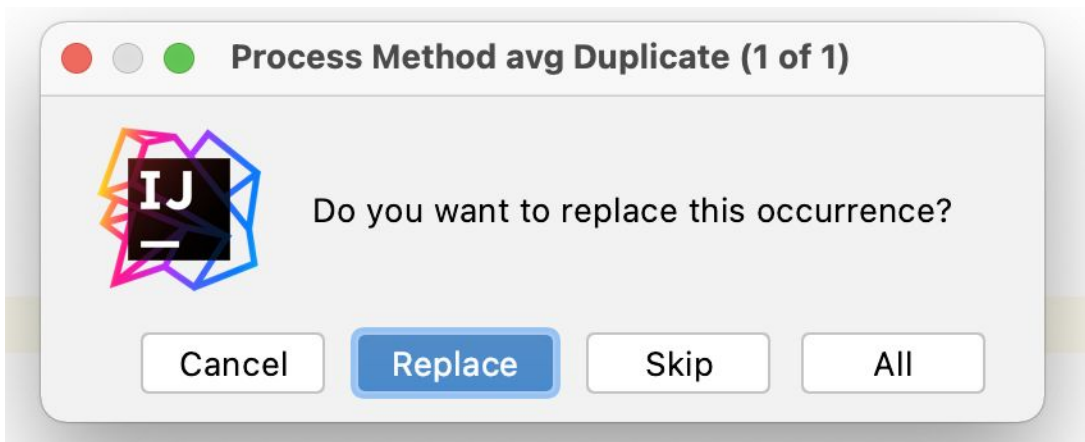 Process Method avg Duplicate (1 of 1)
IJ
Do you want to replace this occurrence?
Cancel Replace Skip All